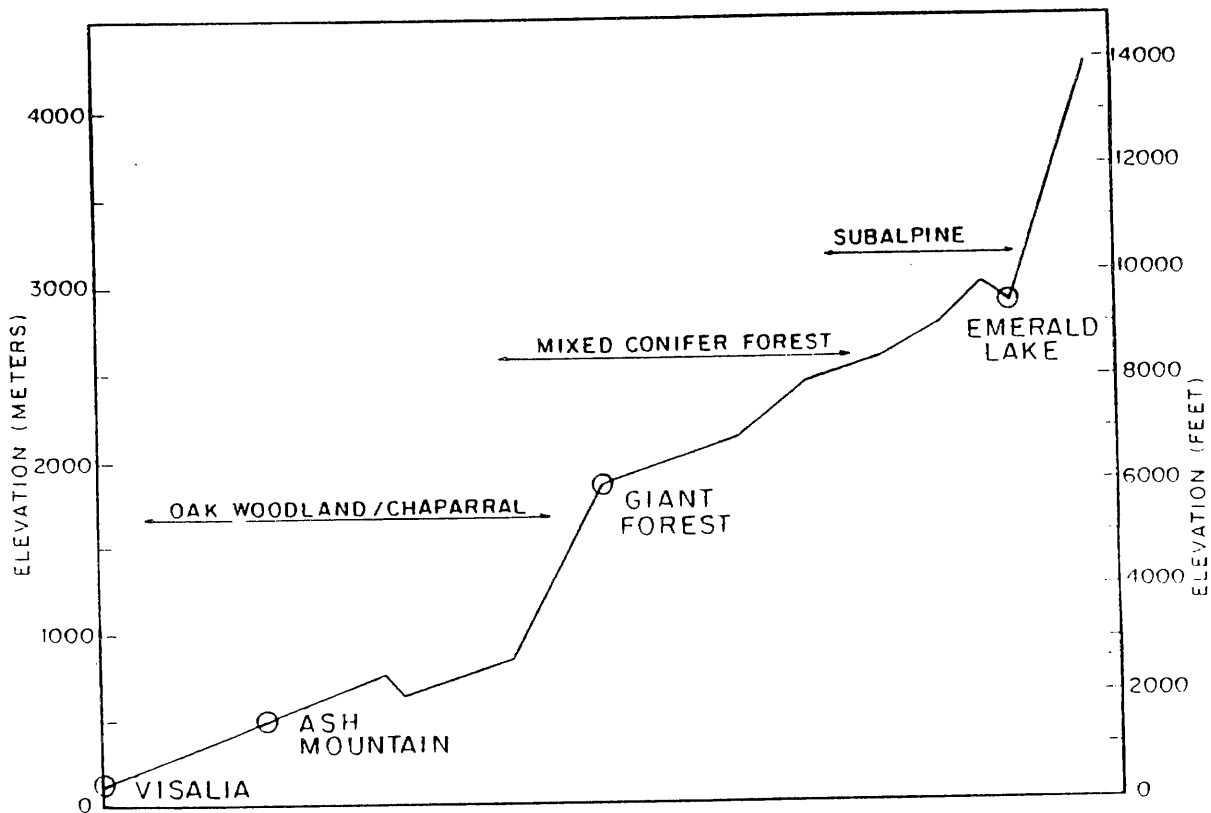 ELEVATION (METERS)
4000
3000
2000
1000
0
OAK WOODLAND/CHAPARRAL
MIXED CONIFER FOREST
SUBALPINE
VISALIA
ASH
MOUNTAIN
GIANT
FOREST
EMERALD
LAKE
14000
12000
10000
8000
6000
4000
2000
0
ELEVATION (FEET)